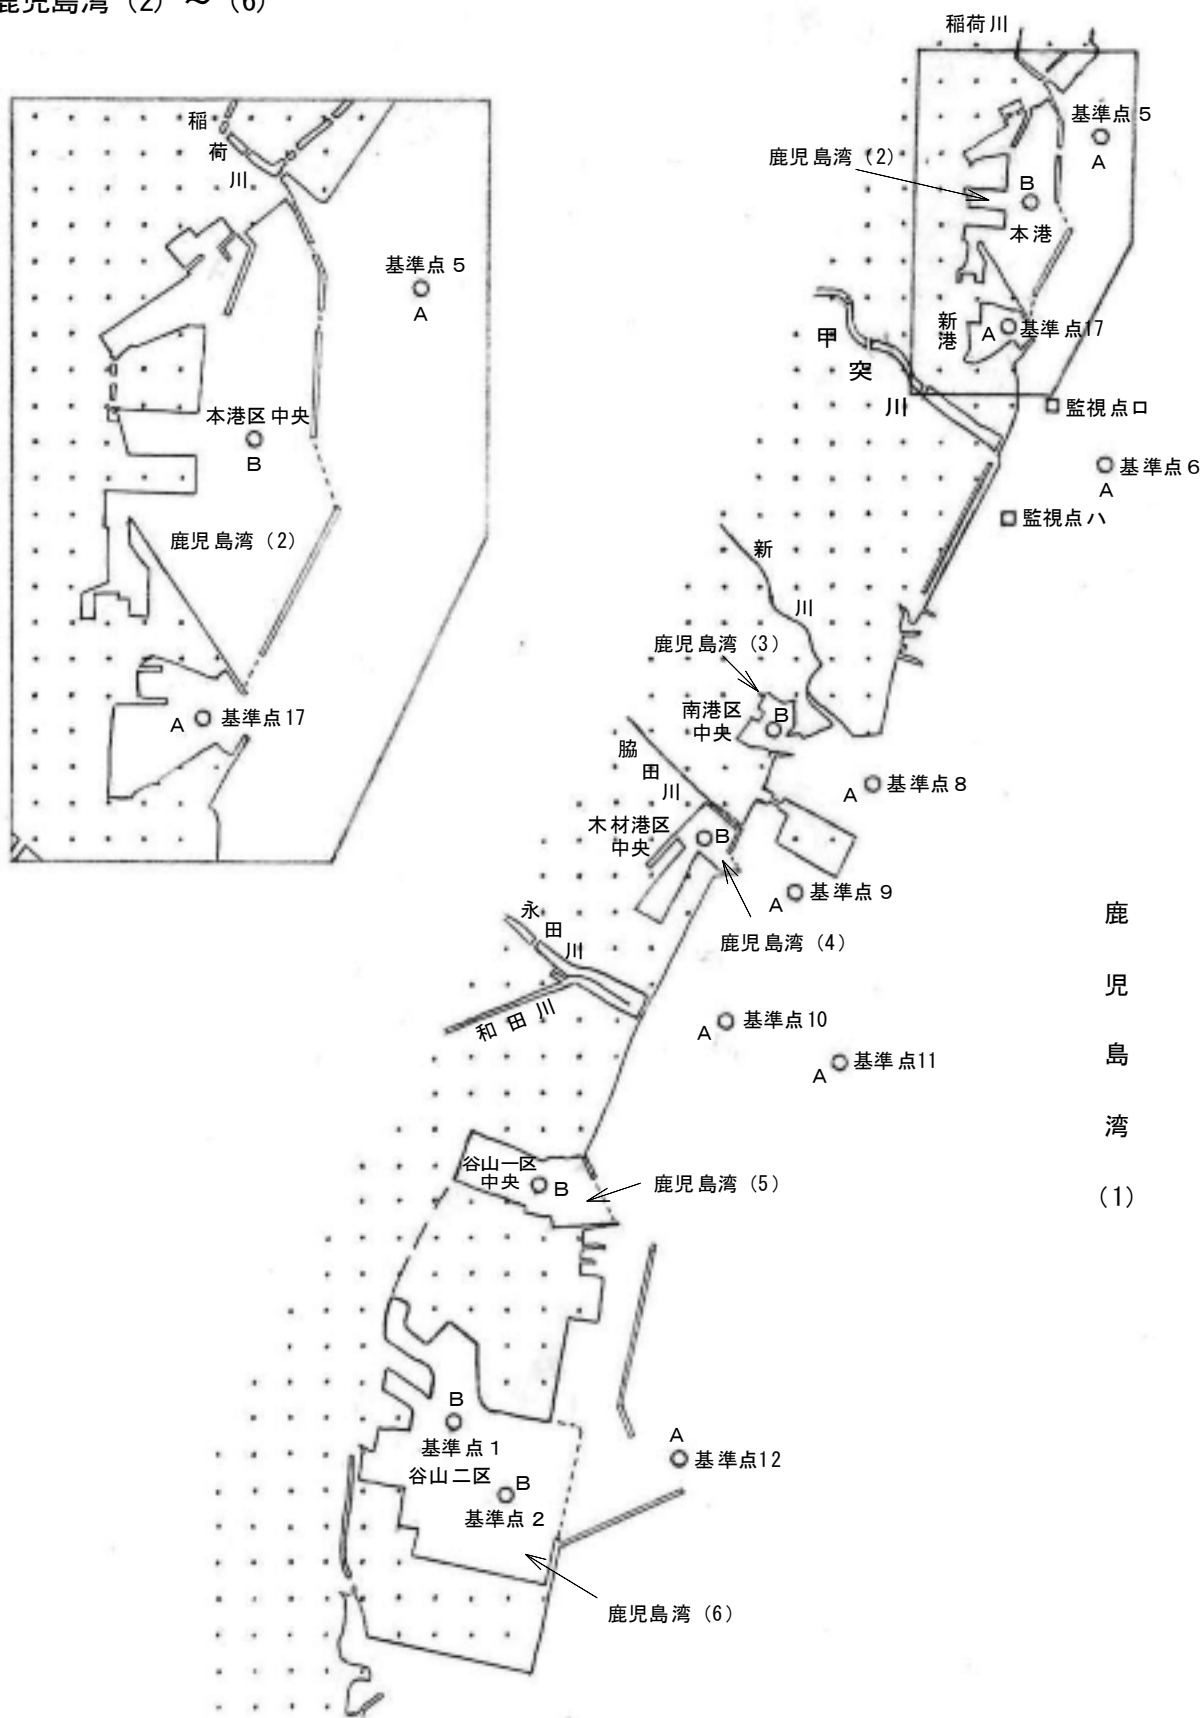 鹿児島湾（2）～（6）
稲荷川
基準点5
A
本港区中央
B
鹿児島湾（2）
A
基準点17
稲荷川
基準点5
A
鹿児島湾（2）
B
本港
新港
A
基準点17
甲突川
監視点ロ
基準点6
A
監視点ハ
新川
鹿児島湾（3）
南港区
中央
B
脇田川
A
基準点8
木材港区
中央
B
A
基準点9
鹿児島湾（4）
永田川
和田川
A
基準点10
A
基準点11
鹿児島湾（1）
谷山一区
中央
B
鹿児島湾（5）
B
基準点1
谷山二区
B
基準点2
A
基準点12
鹿児島湾（6）